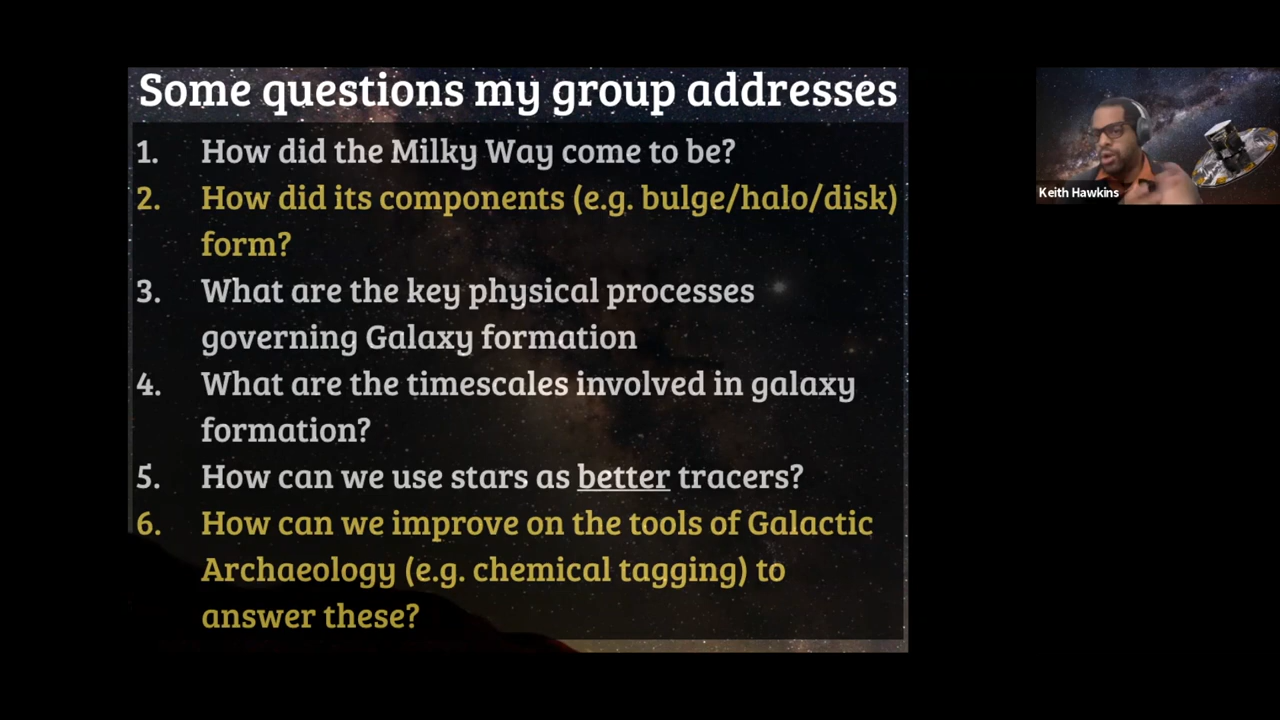 Some questions my group addresses
1. How did the Milky Way come to be?
2. How did its components (e.g. bulge/halo/disk)
form?
3. What are the key physical processes
governing Galaxy formation
4. What are the timescales involved in galaxy
formation?
5. How can we use stars as better tracers?
6. How can we improve on the tools of Galactic
Archaeology (e.g. chemical tagging) to
answer these?
Keith Hawkins